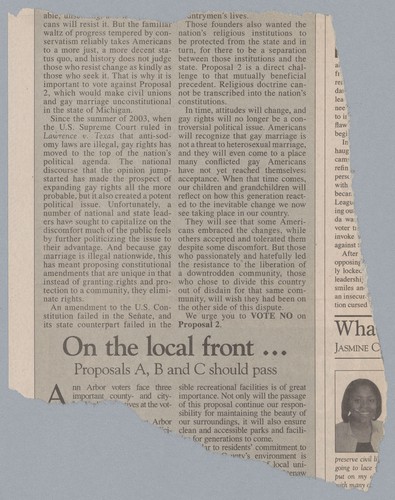 cans will resist it. But the familiar
waltz of progress tempered by con-
servatism reliably takes Americans
to a more just, a more decent sta-
tus quo, and history does not judge
those who resist change as kindly as
those who seek it. That is why it is
important to vote against Proposal
2, which would make civil unions
and gay marriage unconstitutional
in the state of Michigan.
Since the summer of 2003, when
the U.S. Supreme Court ruled in
Lawrence v. Texas that anti-sod-
omy laws are illegal, gay rights has
moved to the top of the nation's
political agenda. The national
discourse that the opinion jump-
started has made the prospect of
expanding gay rights all the more
probable, but it also created a potent
political issue. Unfortunately, a
number of national and state lead-
ers have sought to capitalize on the
discomfort much of the public feels
by further politicizing the issue to
their advantage. And because gay
marriage is illegal nationwide, this
has meant proposing constitutional
amendments that are unique in that
instead of granting rights and pro-
tection to a community, they elimi-
nate rights.
An amendment to the U.S. Con-
stitution failed in the Senate, and
its state counterpart failed in the
untrymen's lives.
Those founders also wanted the
nation's religious institutions to
be protected from the state and in
turn, for there to be a separation
between those institutions and the
state. Proposal 2 is a direct chal-
lenge to that mutually beneficial
precedent. Religious doctrine can-
not be transcribed into the nation's
constitutions.
In time, attitudes will change, and
gay rights will no longer be a con-
troversial political issue. Americans
will recognize that gay marriage is
not a threat to heterosexual marriage,
and they will even come to a place
many conflicted gay Americans
have not yet reached themselves:
acceptance. When that time comes,
our children and grandchildren will
reflect on how this generation react-
ed to the inevitable change we now
see taking place in our country.
They will see that some Ameri-
cans embraced the changes, while
others accepted and tolerated them
despite some discomfort. But those
who passionately and hatefully led
the resistance to the liberation of
a downtrodden community, those
who chose to divide this country
out of disdain for that same com-
munity, will wish they had been on
the other side of this dispute.
We urge you to VOTE NO on
Proposal 2.
On the local front ...
Proposals A, B and C should pass
Ann Arbor voters face three
important county- and city-
Arbor
sible recreational facilities is of great
importance. Not only will the passage
of this proposal continue our respon-
sibility for maintaining the beauty of
our surroundings, it will also ensure
clean and accessible parks and facili-
for generations to come.
to residents' commitment to
environment is
of local uni-
Wha
JASMINE C
preserve civil li
going to lace
put on my